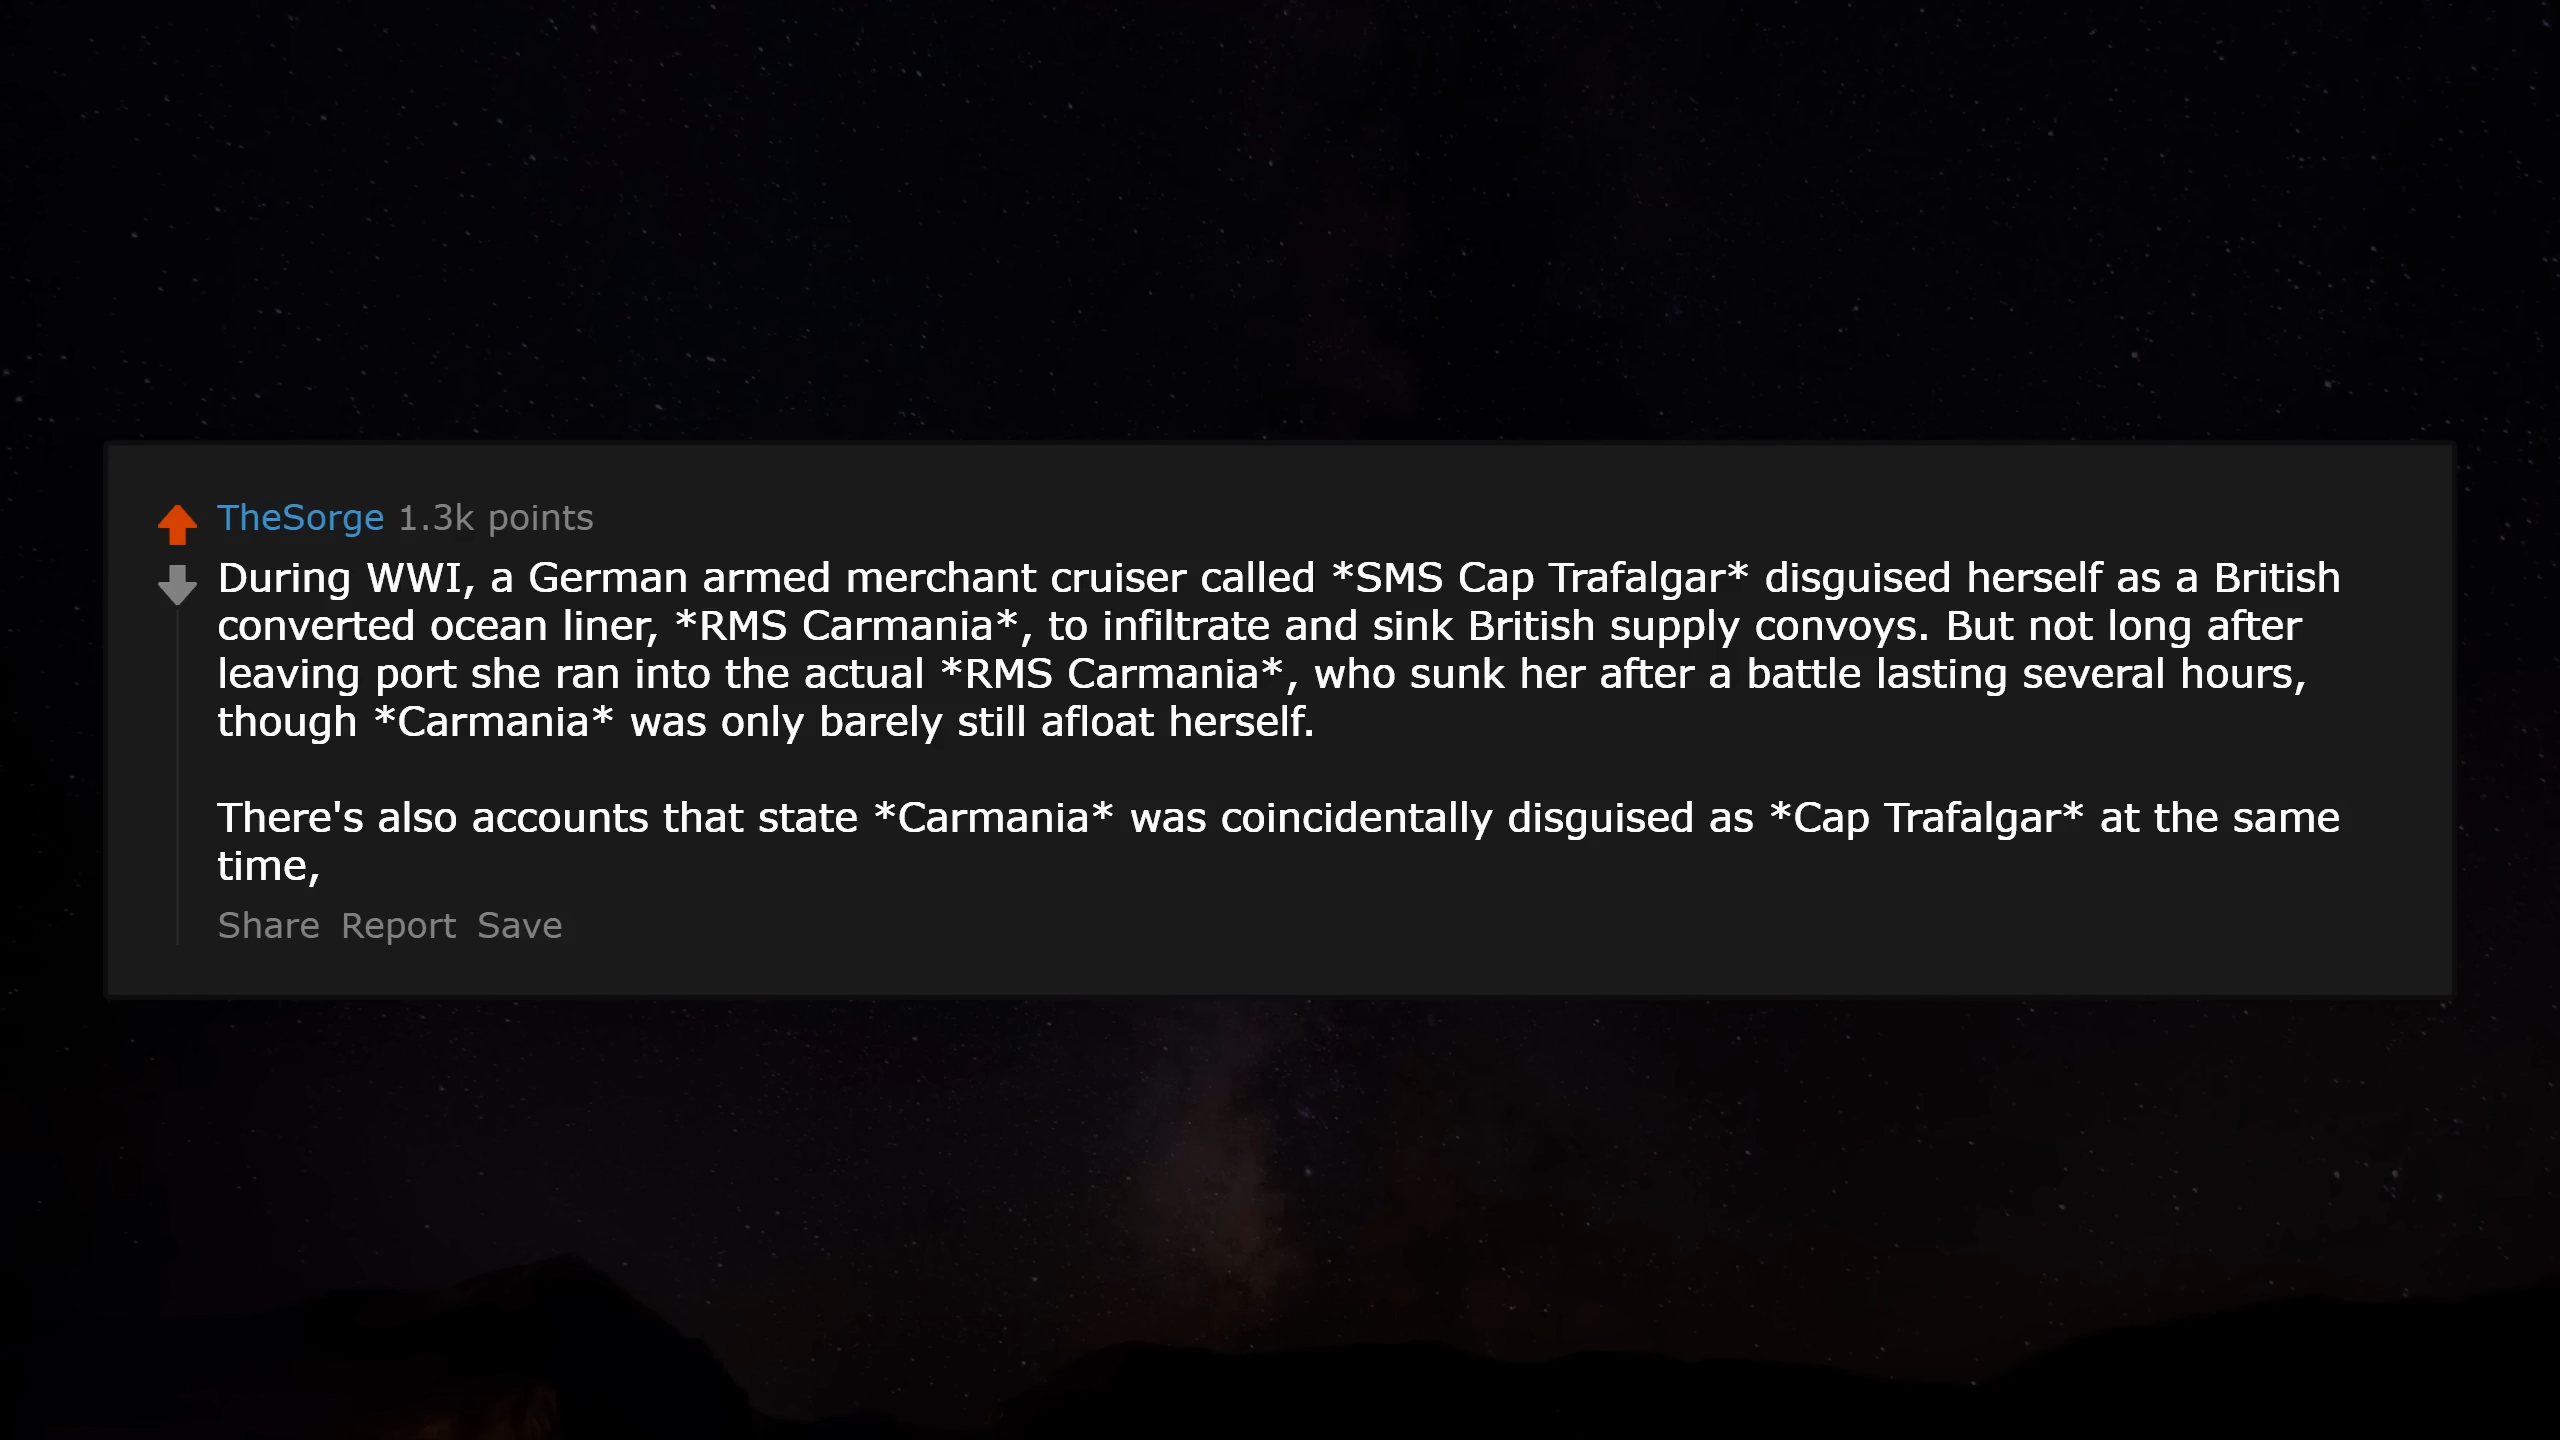 TheSorge 1.3k points
During WWI, a German armed merchant cruiser called *SMS Cap Trafalgar* disguised herself as a British
converted ocean liner, *RMS Carmania*, to infiltrate and sink British supply convoys. But not long after
leaving port she ran into the actual *RMS Carmania*, who sunk her after a battle lasting several hours,
though *Carmania* was only barely still afloat herself.
There's also accounts that state *Carmania* was coincidentally disguised as *Cap Trafalgar* at the same
time,
Share Report Save